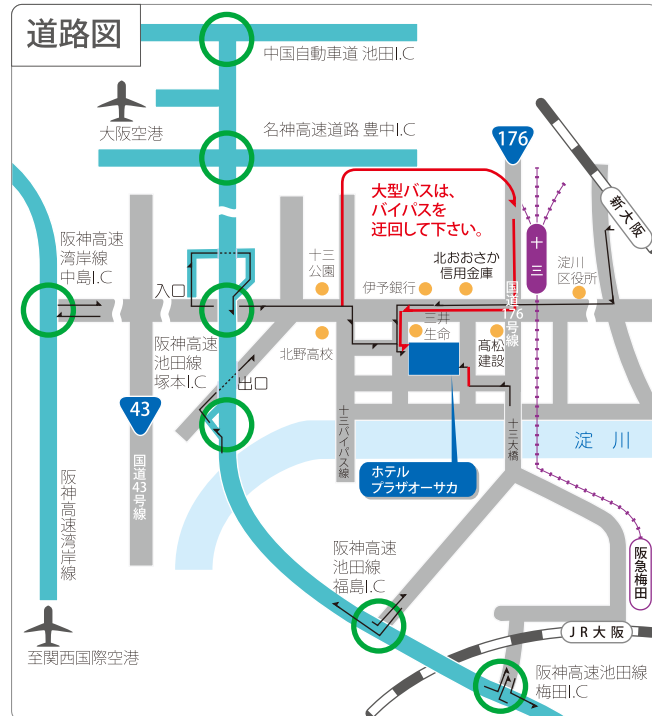 道路図
中国自動車道 池田I.C
大阪空港
名神高速道路 豊中I.C
176
大型バスは、
バイパスを
迂回して下さい。
新大阪
阪神高速
湾岸線
中島I.C
十三
公園
北おおさか
信用金庫
伊予銀行
十三
淀川
区役所
入口
国道176号線
三井
生命
北野高校
髙松
建設
阪神高速
池田線
塚本I.C
出口
43
国道43号線
十三バイパス線
十三大橋
淀川
ホテル
プラザオーサカ
阪神高速湾岸線
阪神高速
池田線
福島I.C
阪急梅田
JR大阪
至関西国際空港
阪神高速池田線
梅田I.C